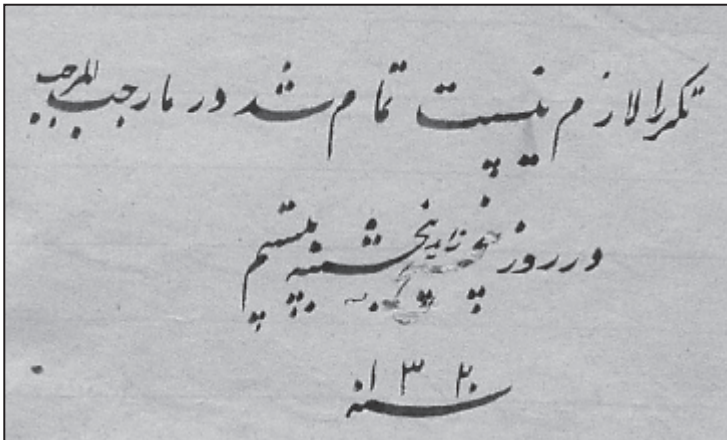 تکرار لازم نیست تمام شد در ماه رجب المرجب
در روز پنجشنبه بیستم
سنه ۱۳۲۰